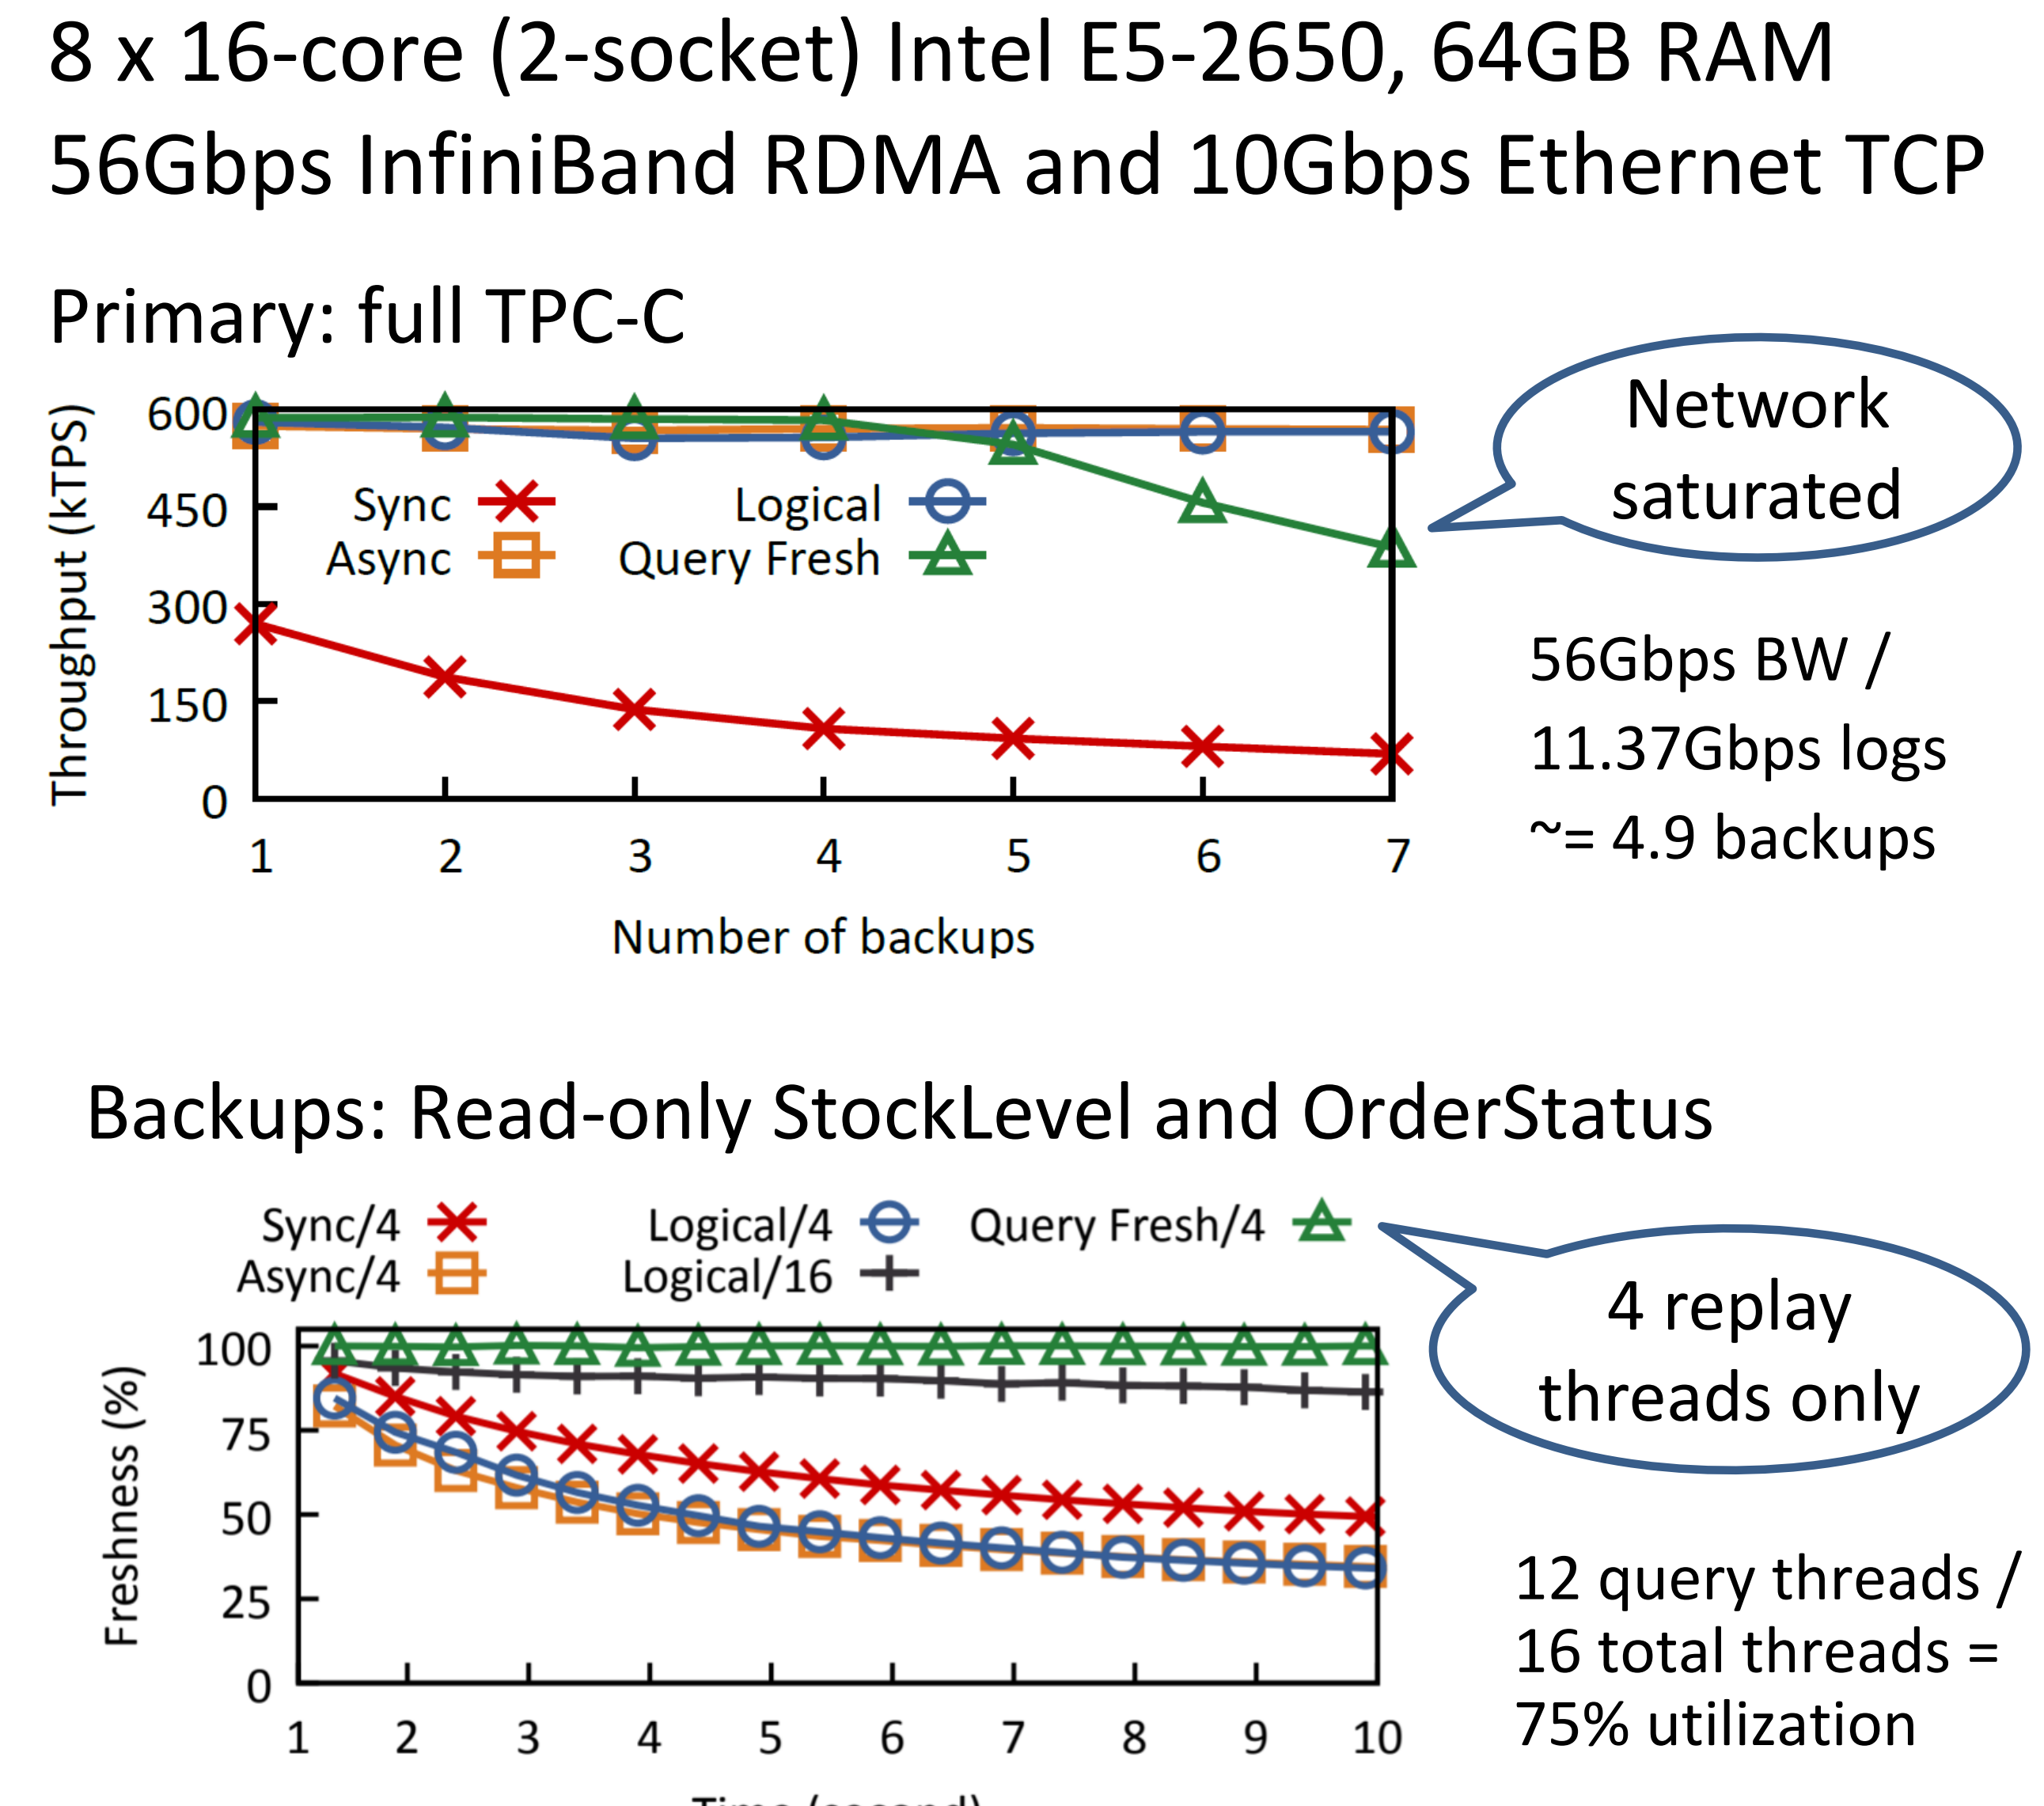 8 x 16-core (2-socket) Intel E5-2650, 64GB RAM
56Gbps InfiniBand RDMA and 10Gbps Ethernet TCP
Primary: full TPC-C
Throughput (kTPS)
600
450
300
150
0
Sync
Logical
Async
Query Fresh
1 2 3 4 5 6 7
Number of backups
Network
saturated
56Gbps BW /
11.37Gbps logs
~= 4.9 backups
Backups: Read-only StockLevel and OrderStatus
Sync/4
Logical/4
Query Fresh/4
Async/4
Logical/16
Freshness (%)
100
75
50
25
0
1 2 3 4 5 6 7 8 9 10
Time (second)
4 replay
threads only
12 query threads /
16 total threads =
75% utilization